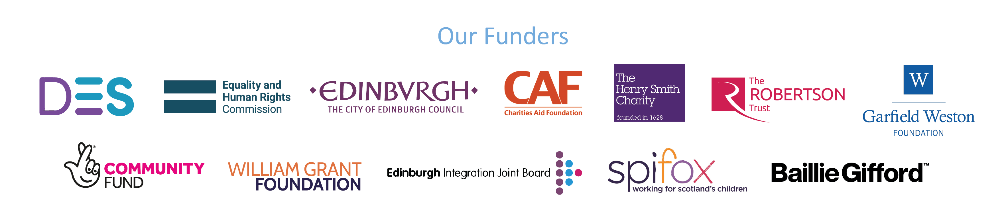 Our Funders
DES
Equality and
Human Rights
Commission
EDINBVRGH
THE CITY OF EDINBURGH COUNCIL
CAF
Charities Aid Foundation
The
Henry Smith
Charity
founded in 1628
The
ROBERTSON
Trust
W
Garfield Weston
FOUNDATION
®
COMMUNITY
FUND
WILLIAM GRANT
FOUNDATION
Edinburgh Integration Joint Board
spifox
working for scotland's children
Baillie Gifford™